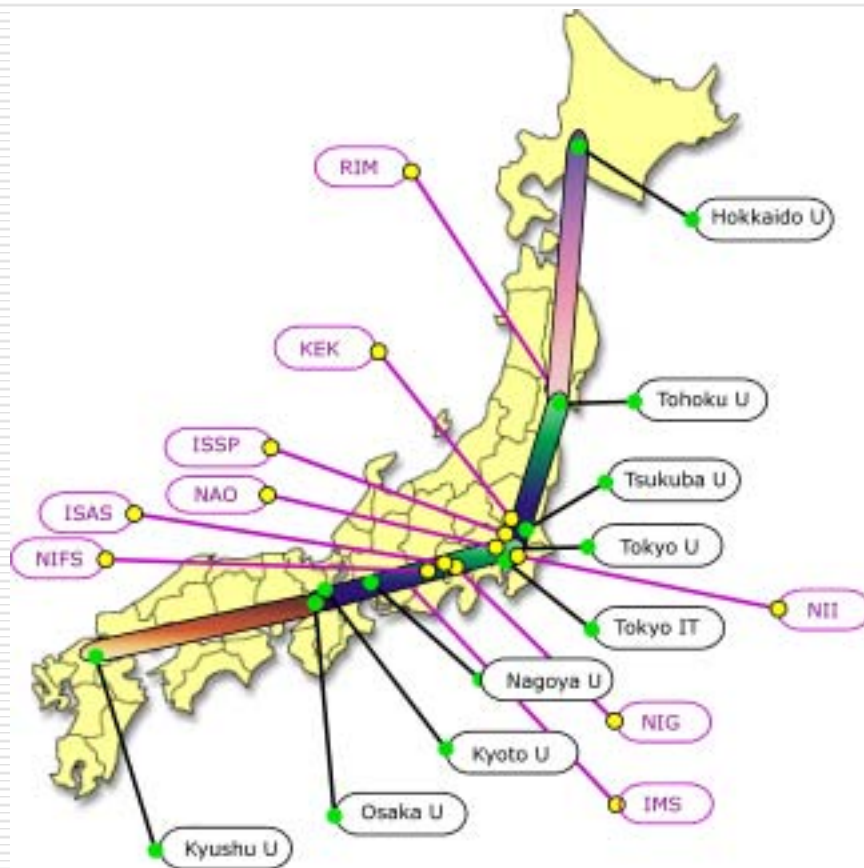 RIM
Hokkaido U
KEK
Tohoku U
ISSP
Tsukuba U
NAO
ISAS
Tokyo U
NIFS
NII
Tokyo IT
Nagoya U
NIG
Kyoto U
IMS
Osaka U
Kyushu U